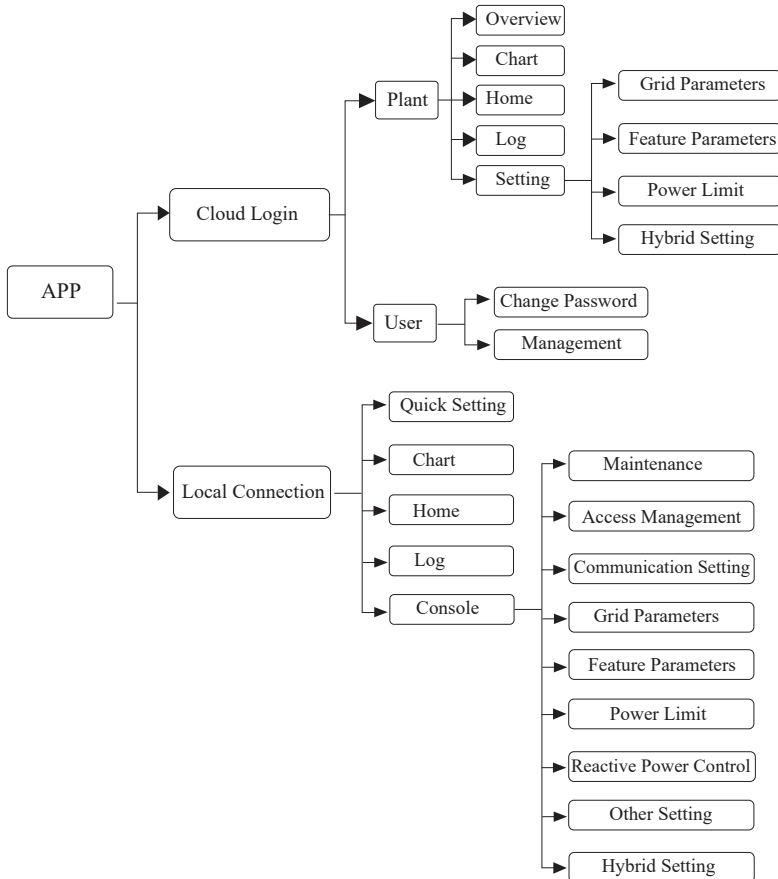 APP
Cloud Login
Plant
Overview
Chart
Home
Log
Setting
Grid Parameters
Feature Parameters
Power Limit
Hybrid Setting
User
Change Password
Management
Local Connection
Quick Setting
Chart
Home
Log
Console
Maintenance
Access Management
Communication Setting
Grid Parameters
Feature Parameters
Power Limit
Reactive Power Control
Other Setting
Hybrid Setting